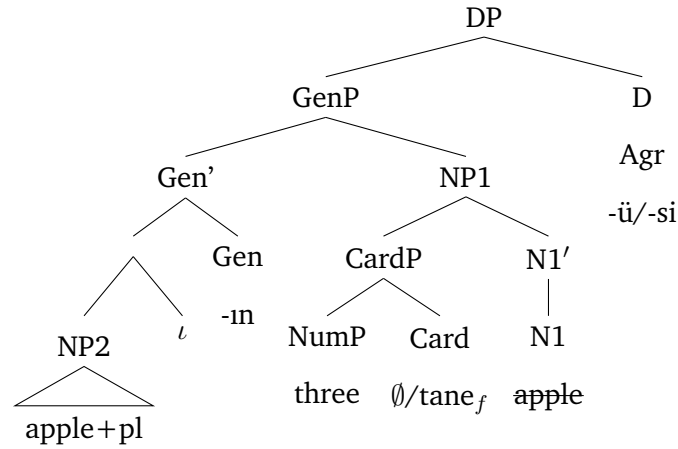 DP
GenP D
Agr
Gen’ NP1
-ü/-si
Gen CardP N1′
-ın
NP2 ι NumP Card N1
three ∅/tane_f apple
apple+pl